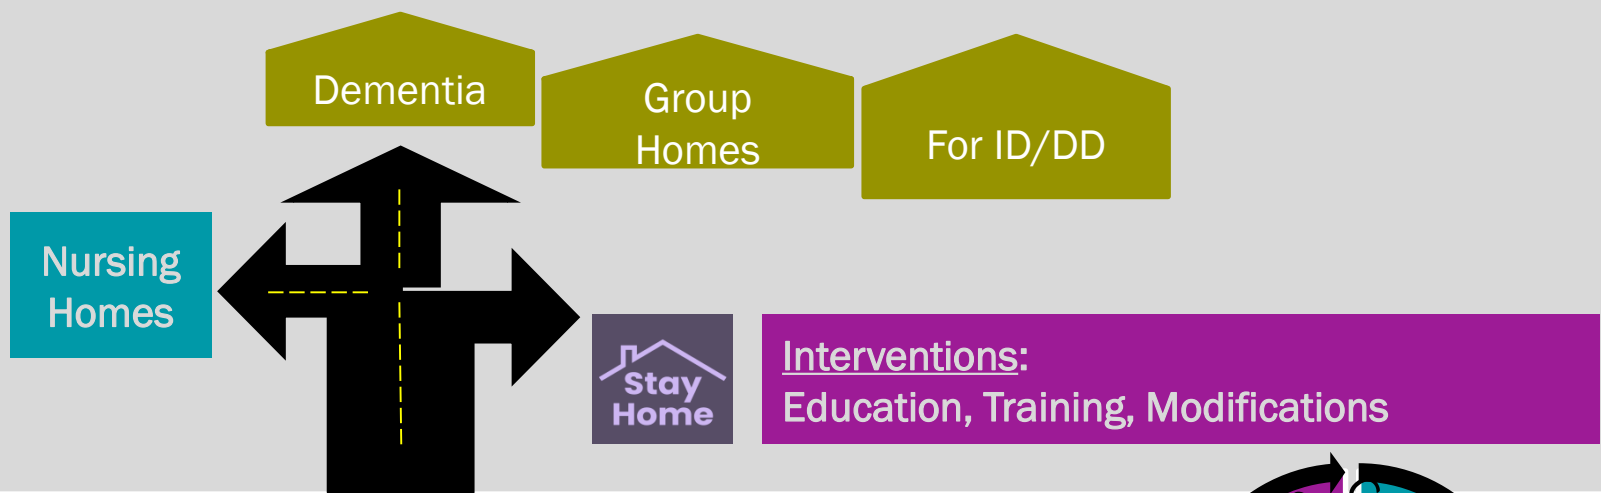 Dementia
Group
Homes
For ID/DD
Nursing
Homes
Stay
Home
Interventions:
Education, Training, Modifications